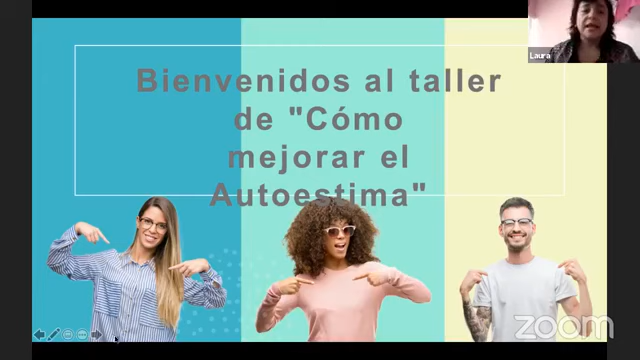 Laura
Bienvenidos al taller
de "Cómo
mejorar el
Autoestima"
zoom